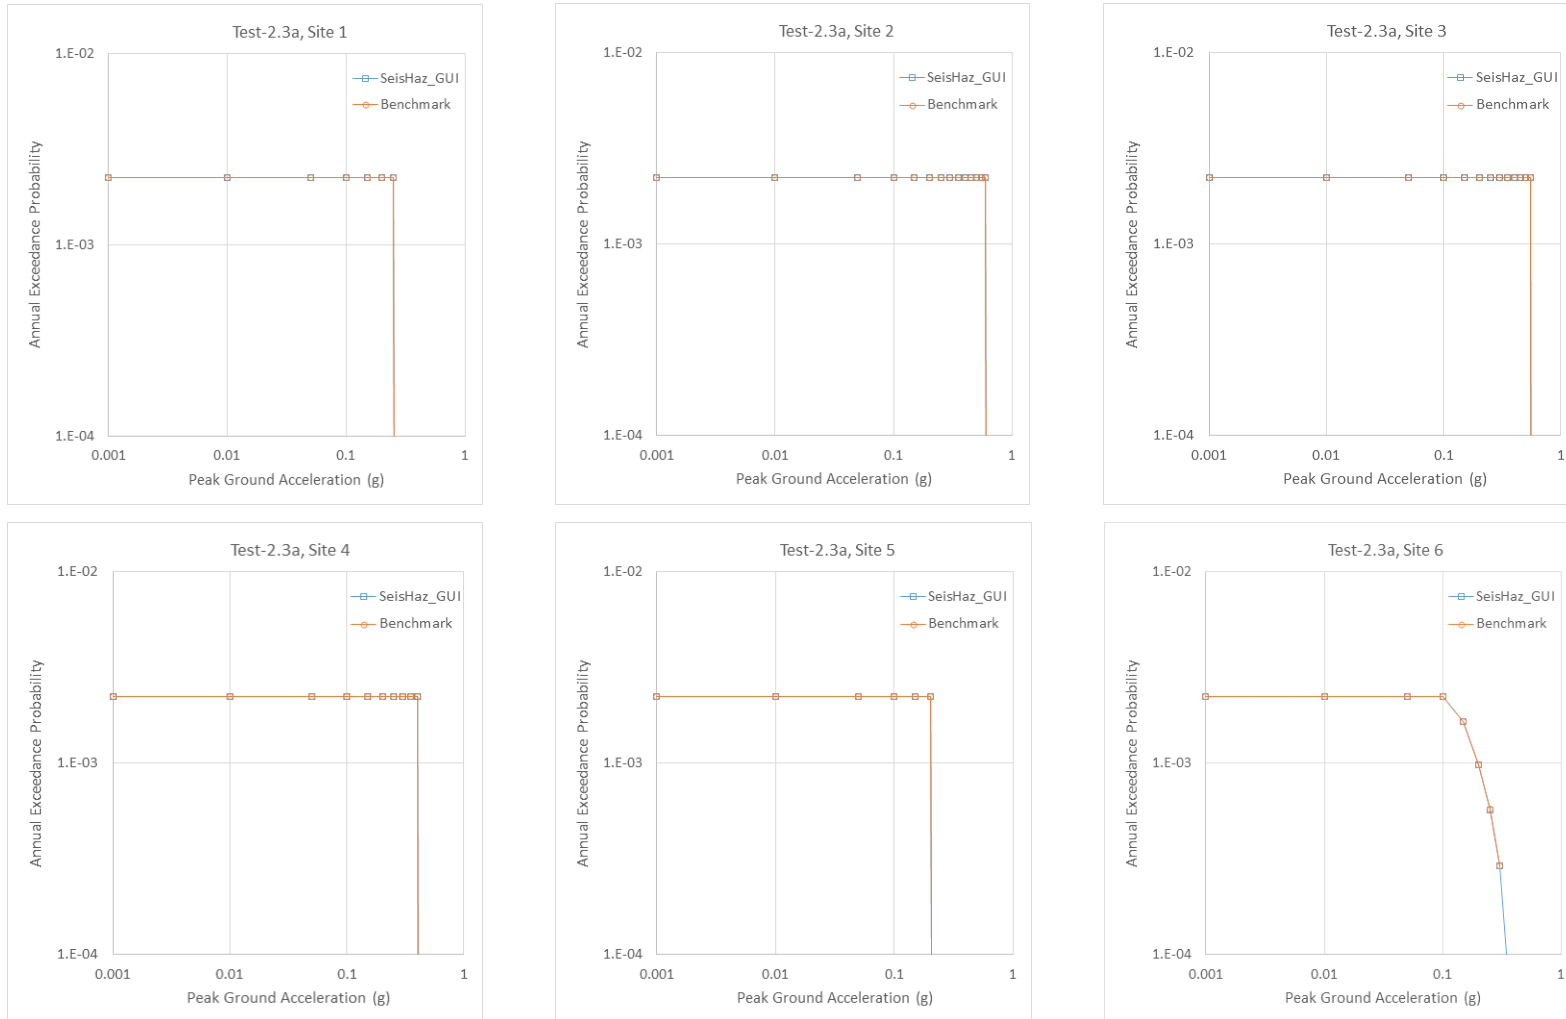 Test-2.3a, Site 1
1.E-02
SeisHaz_GUI
Benchmark
1.E-03
1.E-04
0.001 0.01 0.1 1
Peak Ground Acceleration (g)
Annual Exceedance Probability
Test-2.3a, Site 2
1.E-02
SeisHaz_GUI
Benchmark
1.E-03
1.E-04
0.001 0.01 0.1 1
Peak Ground Acceleration (g)
Annual Exceedance Probability
Test-2.3a, Site 3
1.E-02
SeisHaz_GUI
Benchmark
1.E-03
1.E-04
0.001 0.01 0.1 1
Peak Ground Acceleration (g)
Annual Exceedance Probability
Test-2.3a, Site 4
1.E-02
SeisHaz_GUI
Benchmark
1.E-03
1.E-04
0.001 0.01 0.1 1
Peak Ground Acceleration (g)
Annual Exceedance Probability
Test-2.3a, Site 5
1.E-02
SeisHaz_GUI
Benchmark
1.E-03
1.E-04
0.001 0.01 0.1 1
Peak Ground Acceleration (g)
Annual Exceedance Probability
Test-2.3a, Site 6
1.E-02
SeisHaz_GUI
Benchmark
1.E-03
1.E-04
0.001 0.01 0.1 1
Peak Ground Acceleration (g)
Annual Exceedance Probability